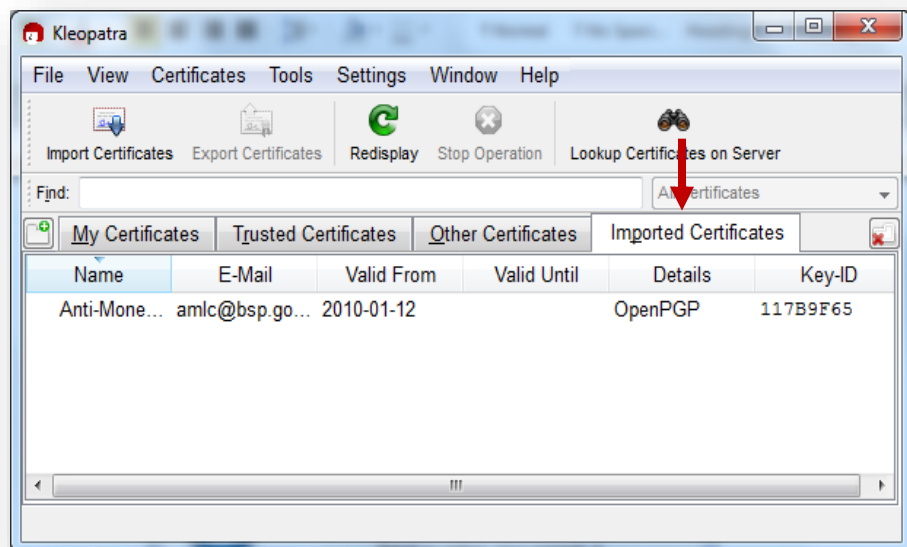 Kleopatra
File View Certificates Tools Settings Window Help
Import Certificates Export Certificates Redisplay Stop Operation Lookup Certificates on Server
Find: All Certificates
My Certificates Trusted Certificates Other Certificates Imported Certificates
Name E-Mail Valid From Valid Until Details Key-ID
Anti-Mone... amlc@bsp.go... 2010-01-12 OpenPGP 117B9F65